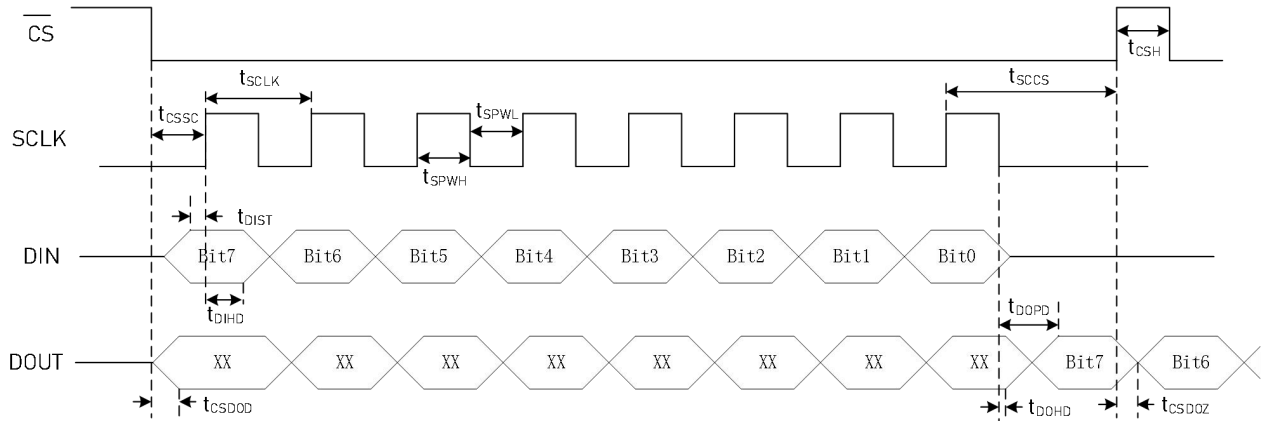 CS
tCSH
tSCLK
tSCCS
tCSSC
tSPWL
SCLK
tSPWH
tDIST
DIN Bit7 Bit6 Bit5 Bit4 Bit3 Bit2 Bit1 Bit0
tDIHD
tDOPD
DOUT XX XX XX XX XX XX XX XX Bit7 Bit6
tCSDOD
tDOHD
tCSDOZ